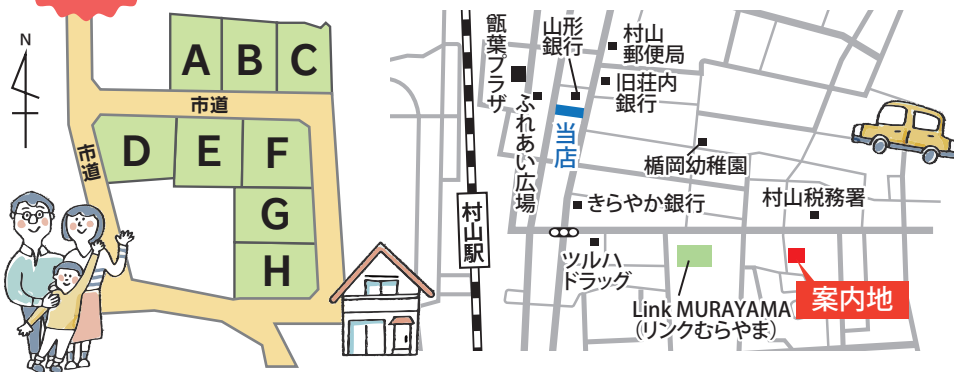 N
A
B
C
市道
市道
D
E
F
G
H
甑葉プラザ
ふれあい広場
山形
銀行
村山
郵便局
旧荘内
銀行
当店
楯岡幼稚園
きらやか銀行
村山税務署
村山駅
ツルハ
ドラッグ
Link MURAYAMA
(リンクむらやま)
案内地